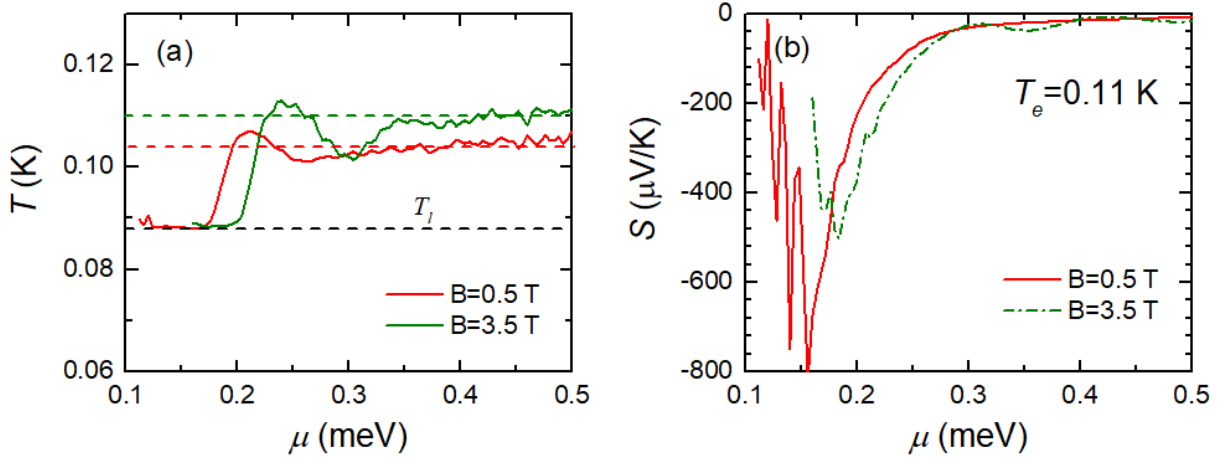 (a)
0.12
0.10
0.08
0.06
T (K)
T_l
B=0.5 T
B=3.5 T
0.1 0.2 0.3 0.4 0.5
μ (meV)
(b)
0
-200
-400
-600
-800
S (μV/K)
T_e=0.11 K
B=0.5 T
B=3.5 T
0.1 0.2 0.3 0.4 0.5
μ (meV)